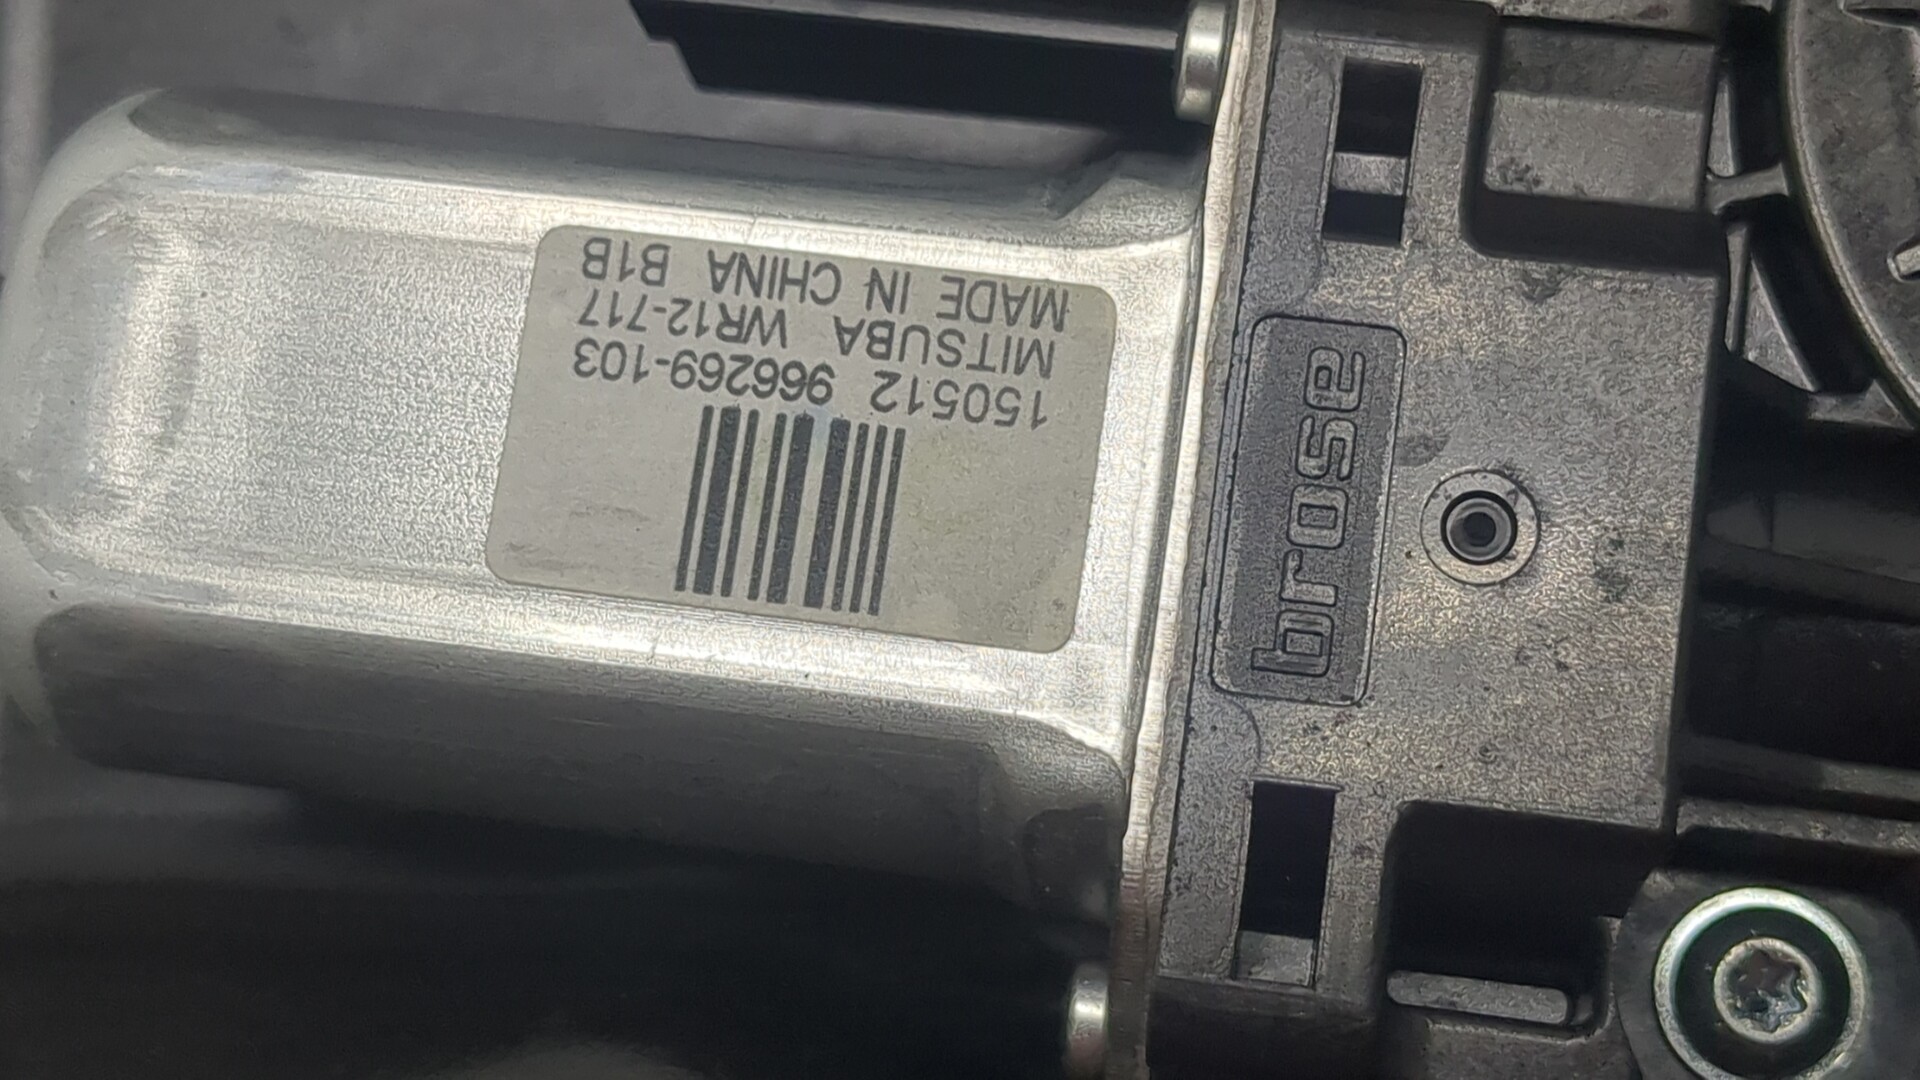 150512 966269-103
MITSUBA WR12-717
MADE IN CHINA B1B
brose